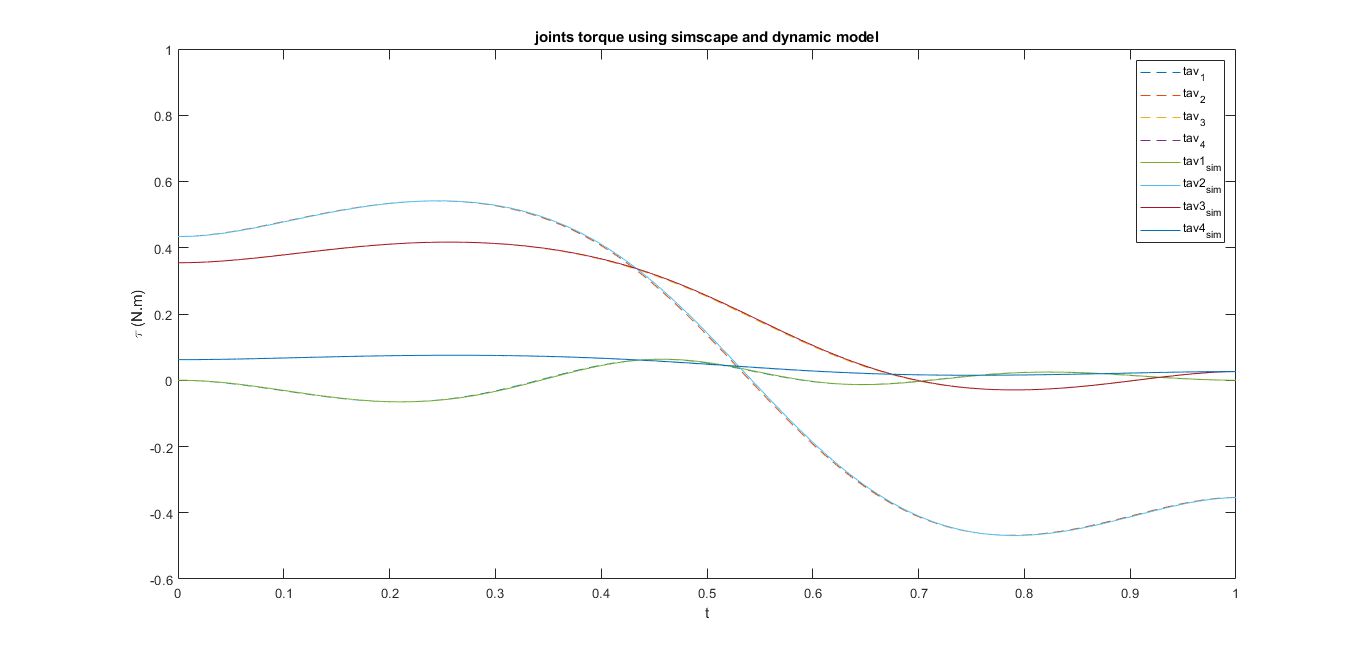 joints torque using simscape and dynamic model
1
0.8
0.6
0.4
0.2
0
-0.2
-0.4
-0.6
τ (N.m)
0 0.1 0.2 0.3 0.4 0.5 0.6 0.7 0.8 0.9 1
t
tav1
tav2
tav3
tav4
tav1sim
tav2sim
tav3sim
tav4sim